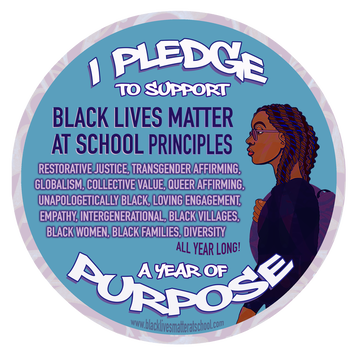 I PLEDGE
TO SUPPORT
BLACK LIVES MATTER
AT SCHOOL PRINCIPLES
RESTORATIVE JUSTICE, TRANSGENDER AFFIRMING,
GLOBALISM, COLLECTIVE VALUE, QUEER AFFIRMING,
UNAPOLOGETICALLY BLACK, LOVING ENGAGEMENT,
EMPATHY, INTERGENERATIONAL, BLACK VILLAGES,
BLACK WOMEN, BLACK FAMILIES, DIVERSITY
ALL YEAR LONG!
A YEAR OF
PURPOSE
www.blacklivesmatteratschool.com